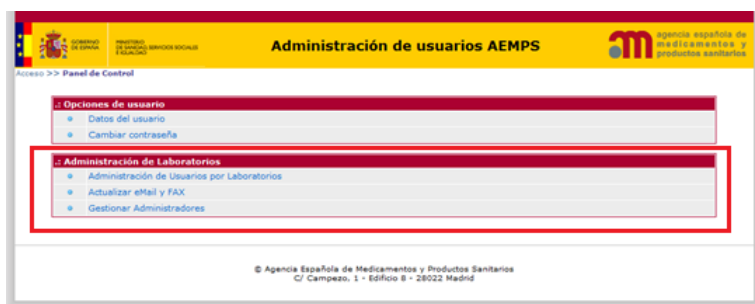 GOBIERNO
DE ESPAÑA
MINISTERIO
DE SANIDAD, SERVICIOS SOCIALES
E IGUALDAD
Administración de usuarios AEMPS
agencia española de
medicamentos y
productos sanitarios
Acceso >> Panel de Control
.: Opciones de usuario
Datos del usuario
Cambiar contraseña
.: Administración de Laboratorios
Administración de Usuarios por Laboratorios
Actualizar eMail y FAX
Gestionar Administradores
© Agencia Española de Medicamentos y Productos Sanitarios
C/ Campezo, 1 - Edificio 8 - 28022 Madrid